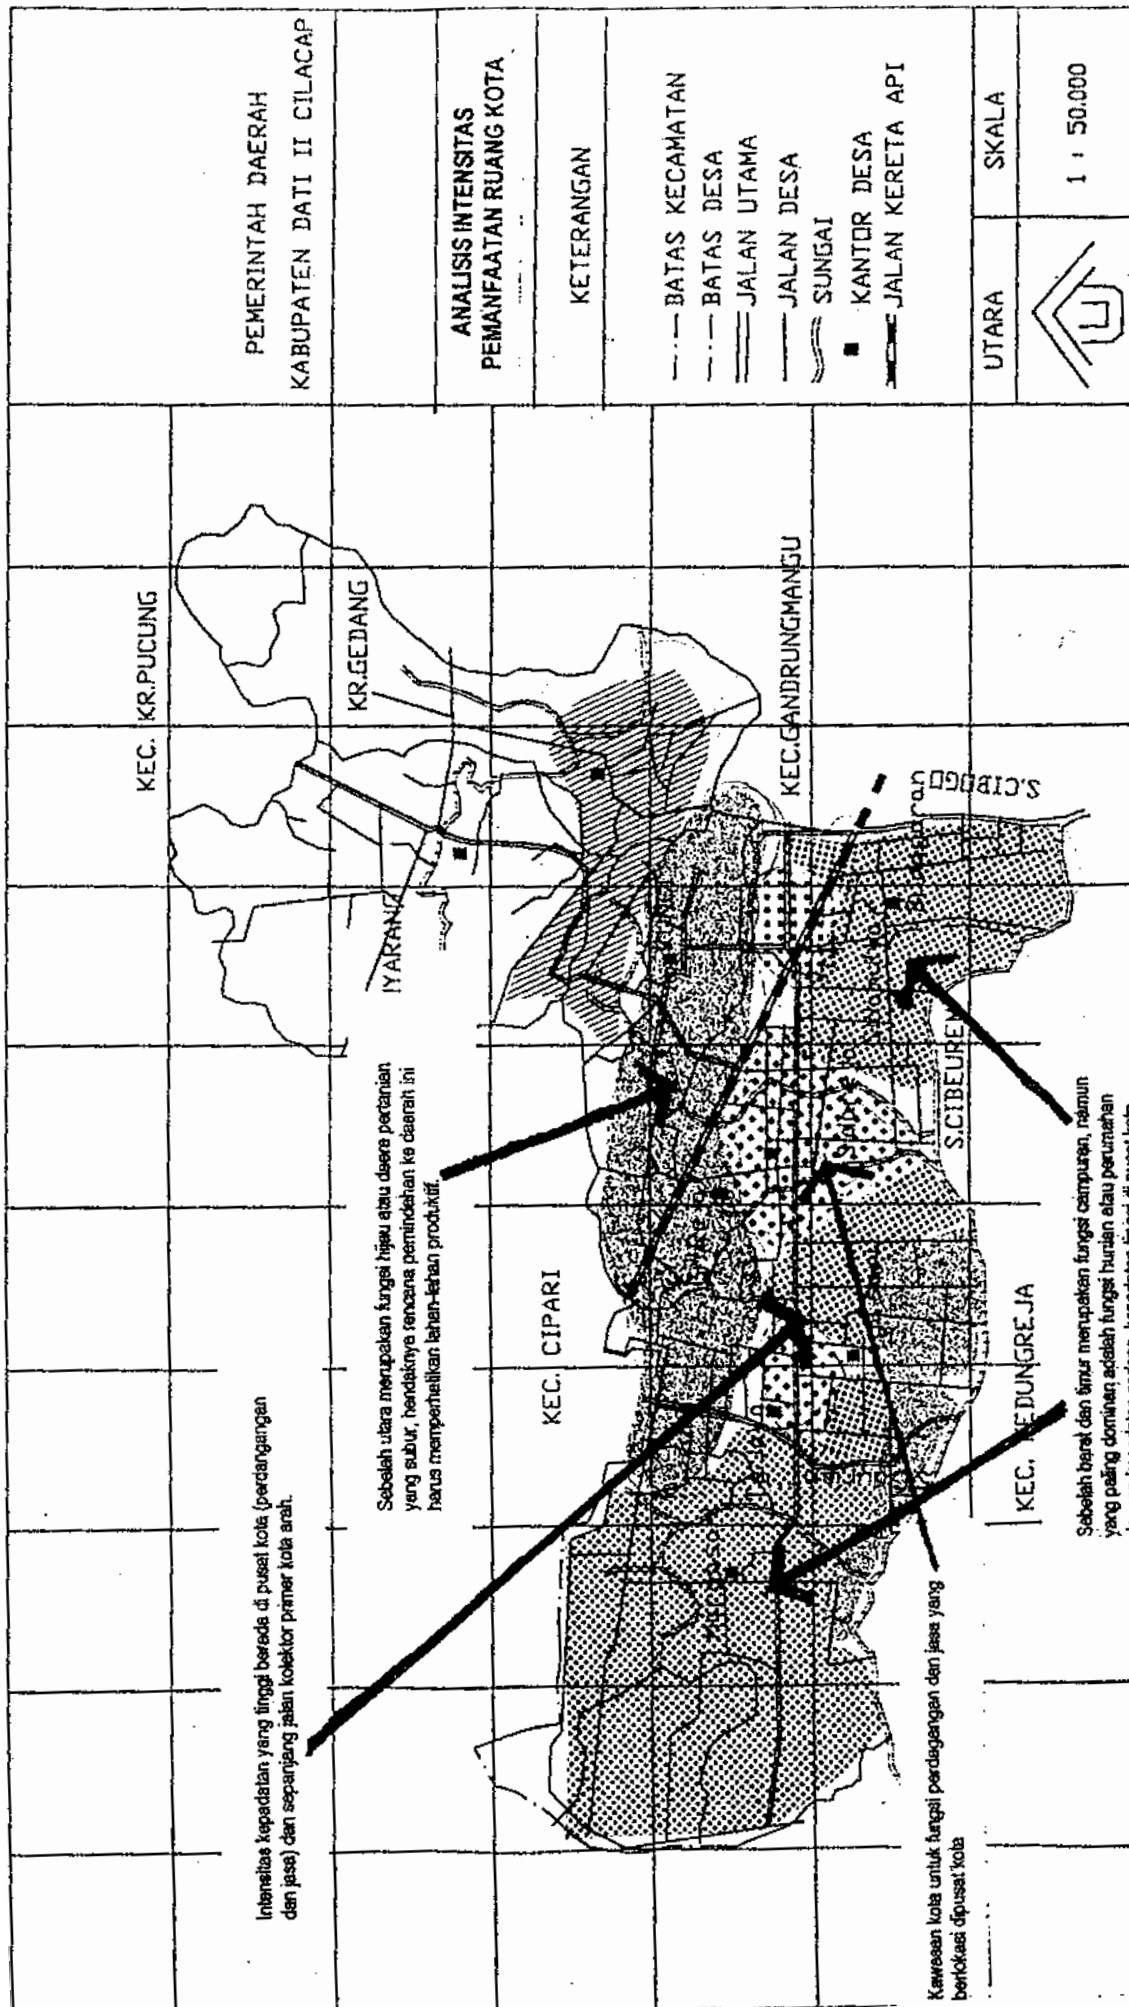 PEMERINTAH DAERAH
KABUPATEN DATI II CILACAP
ANALISIS INTENSITAS
PEMANFAATAN RUANG KOTA
KETERANGAN
BATAS KECAMATAN
BATAS DESA
JALAN UTAMA
JALAN DESA
SUNGAI
KANTOR DESA
JALAN KERETA API
UTARA
SKALA
1 : 50.000
U
KEC. KR.PUCUNG
KR.GEDANG
KEC.GANDRUNGMANGU
S.CIBOGO
S.CIBEUREM
KEC. CIPARI
KEC. KEDUNGREJA
Intensitas kepadatan yang tinggi berada di pusat kota (perdangangan
dan jasa) dan sepanjang jalan kolektor primer kota arah.
Sebelah utara merupakan fungsi hijau atau daera pertanian
yang subur, hendaknya rencana pemindehan ke daerah ini
harus memperhetikan lahan-lahan produktif.
Kawasan kota untuk fungsi perdagangan dan jasa yang
berlokasi dipusat kota
Sebelah barat dan timur merupakan fungsi campuran, namun
yang paling dominan adalah fungsi hunian atau perumahan